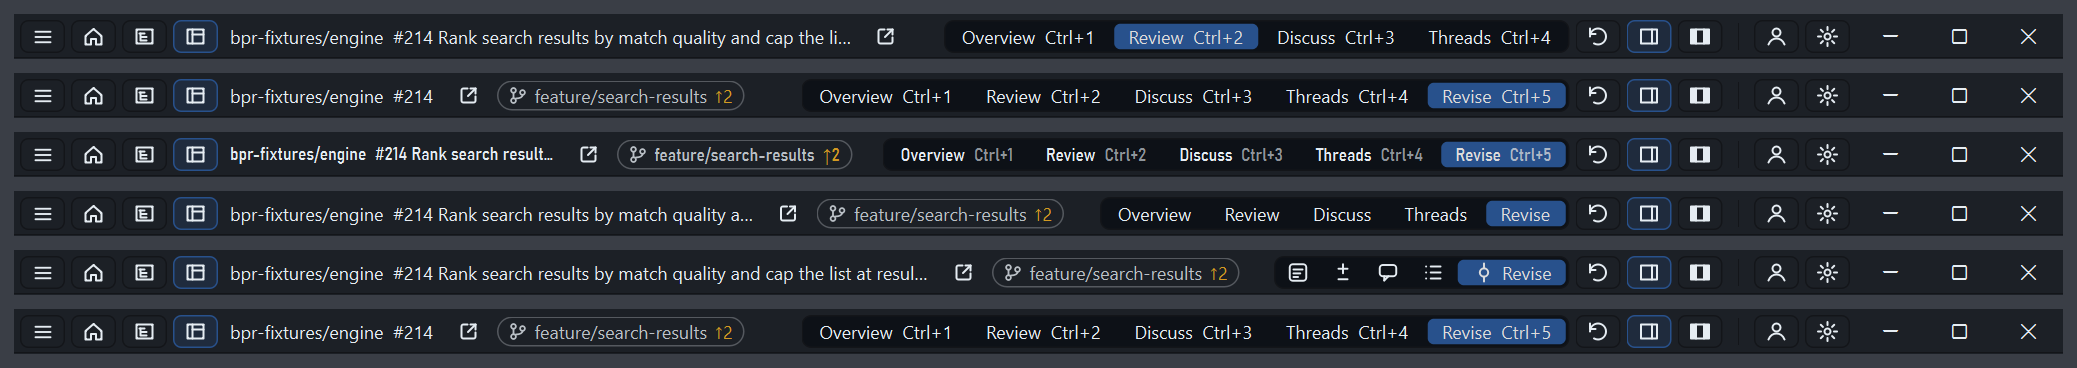 bpr-fixtures/engine #214 Rank search results by match quality and cap the li... Overview Ctrl+1 Review Ctrl+2 Discuss Ctrl+3 Threads Ctrl+4
bpr-fixtures/engine #214 feature/search-results ↑2 Overview Ctrl+1 Review Ctrl+2 Discuss Ctrl+3 Threads Ctrl+4 Revise Ctrl+5
bpr-fixtures/engine #214 Rank search result... feature/search-results ↑2 Overview Ctrl+1 Review Ctrl+2 Discuss Ctrl+3 Threads Ctrl+4 Revise Ctrl+5
bpr-fixtures/engine #214 Rank search results by match quality a... feature/search-results ↑2 Overview Review Discuss Threads Revise
bpr-fixtures/engine #214 Rank search results by match quality and cap the list at resul... feature/search-results ↑2 Revise
bpr-fixtures/engine #214 feature/search-results ↑2 Overview Ctrl+1 Review Ctrl+2 Discuss Ctrl+3 Threads Ctrl+4 Revise Ctrl+5